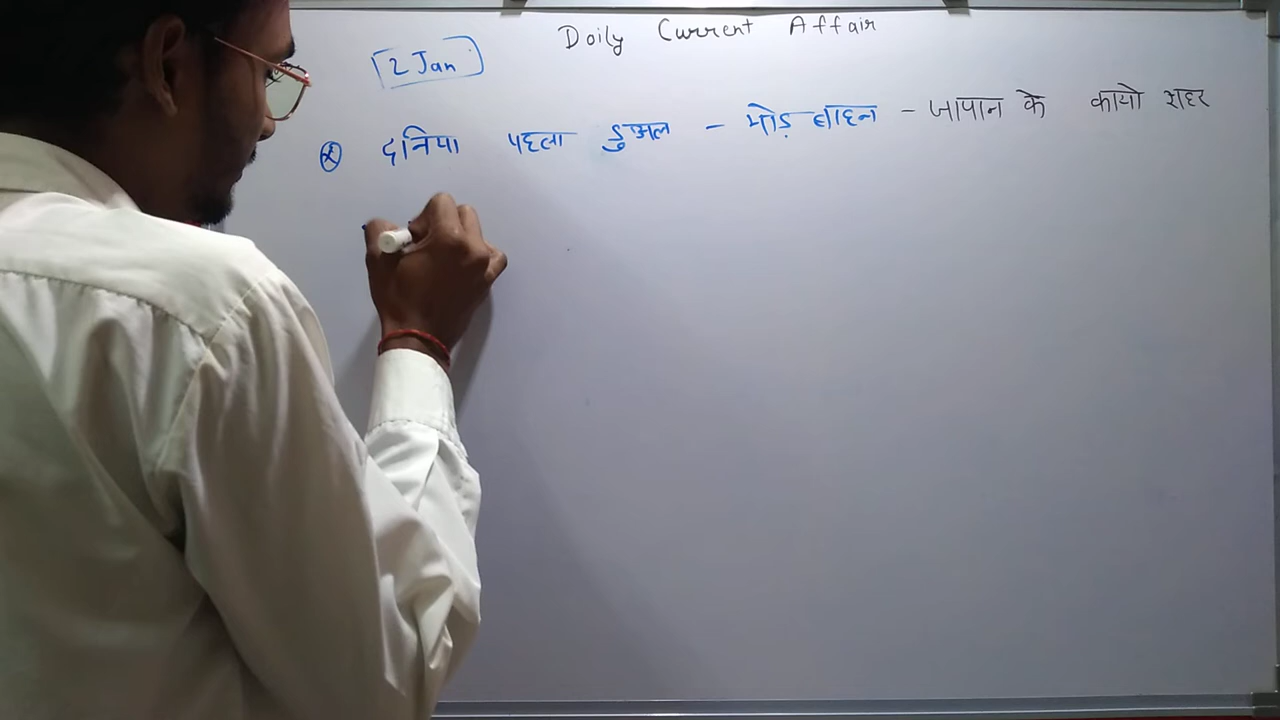 Daily Current Affair
2 Jan
दुनिया पहला डुअल - मोड़ वाहन - जापान के कायो शहर